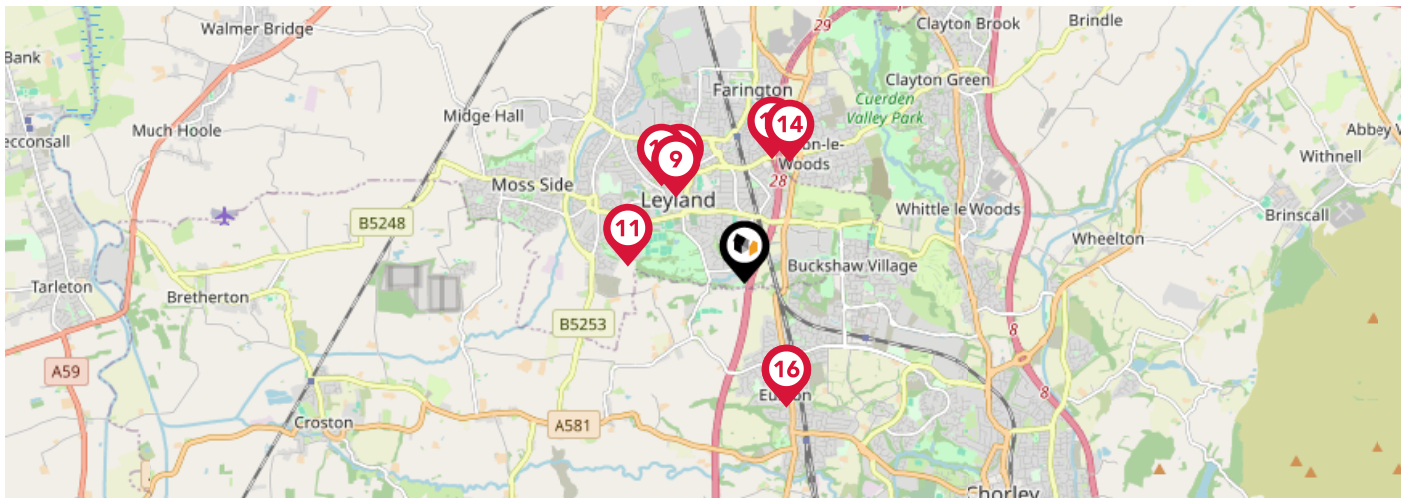 Walmer Bridge
29
Clayton Brook
Brindle
Bank
Farington
Clayton Green
Midge Hall
Cuerden
Valley Park
Much Hoole
14
Abbey
Withnell
9
Woods
28
Moss Side
Leyland
Whittle le Woods
Brinscall
B5248
11
Wheelton
Buckshaw Village
Tarleton
Bretherton
B5253
8
A59
16
8
Croston
A581
Chorley